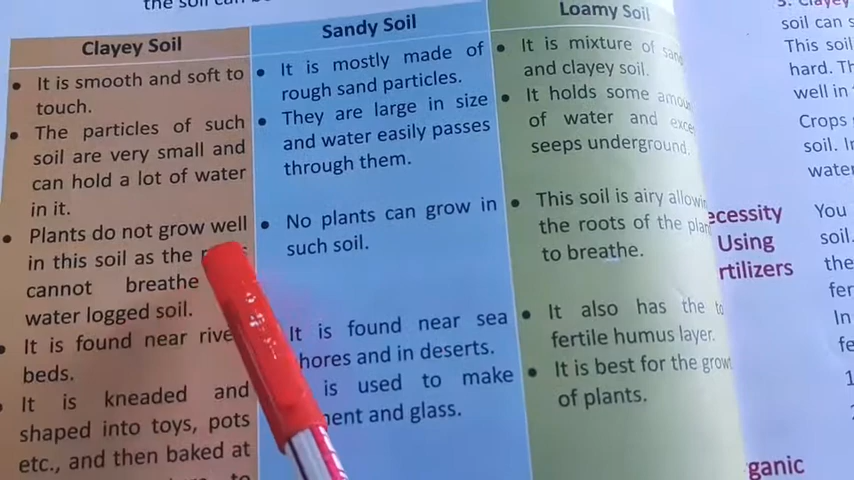 the soil can be
Clayey Soil
• It is smooth and soft to
touch.
• The particles of such
soil are very small and
can hold a lot of water
in it.
• Plants do not grow well
in this soil as the
cannot breathe
water logged soil.
• It is found near
beds.
• It is kneaded and
shaped into toys, pots
etc., and then baked at
to
Sandy Soil
• It is mostly made of
rough sand particles.
• They are large in size
and water easily passes
through them.
• No plants can grow in
such soil.
It is found near sea
and in deserts.
is used to make
and glass.
Loamy Soil
• It is mixture of
and clayey soil.
• It holds some
of water and
seeps underground.
• This soil is airy
the roots of the
to breathe.
• It also has the
fertile humus layer.
• It is best for the
of plants.
soil can
This soil
hard.
well in
Crops
soil.
water
Using
You
soil.
the
In